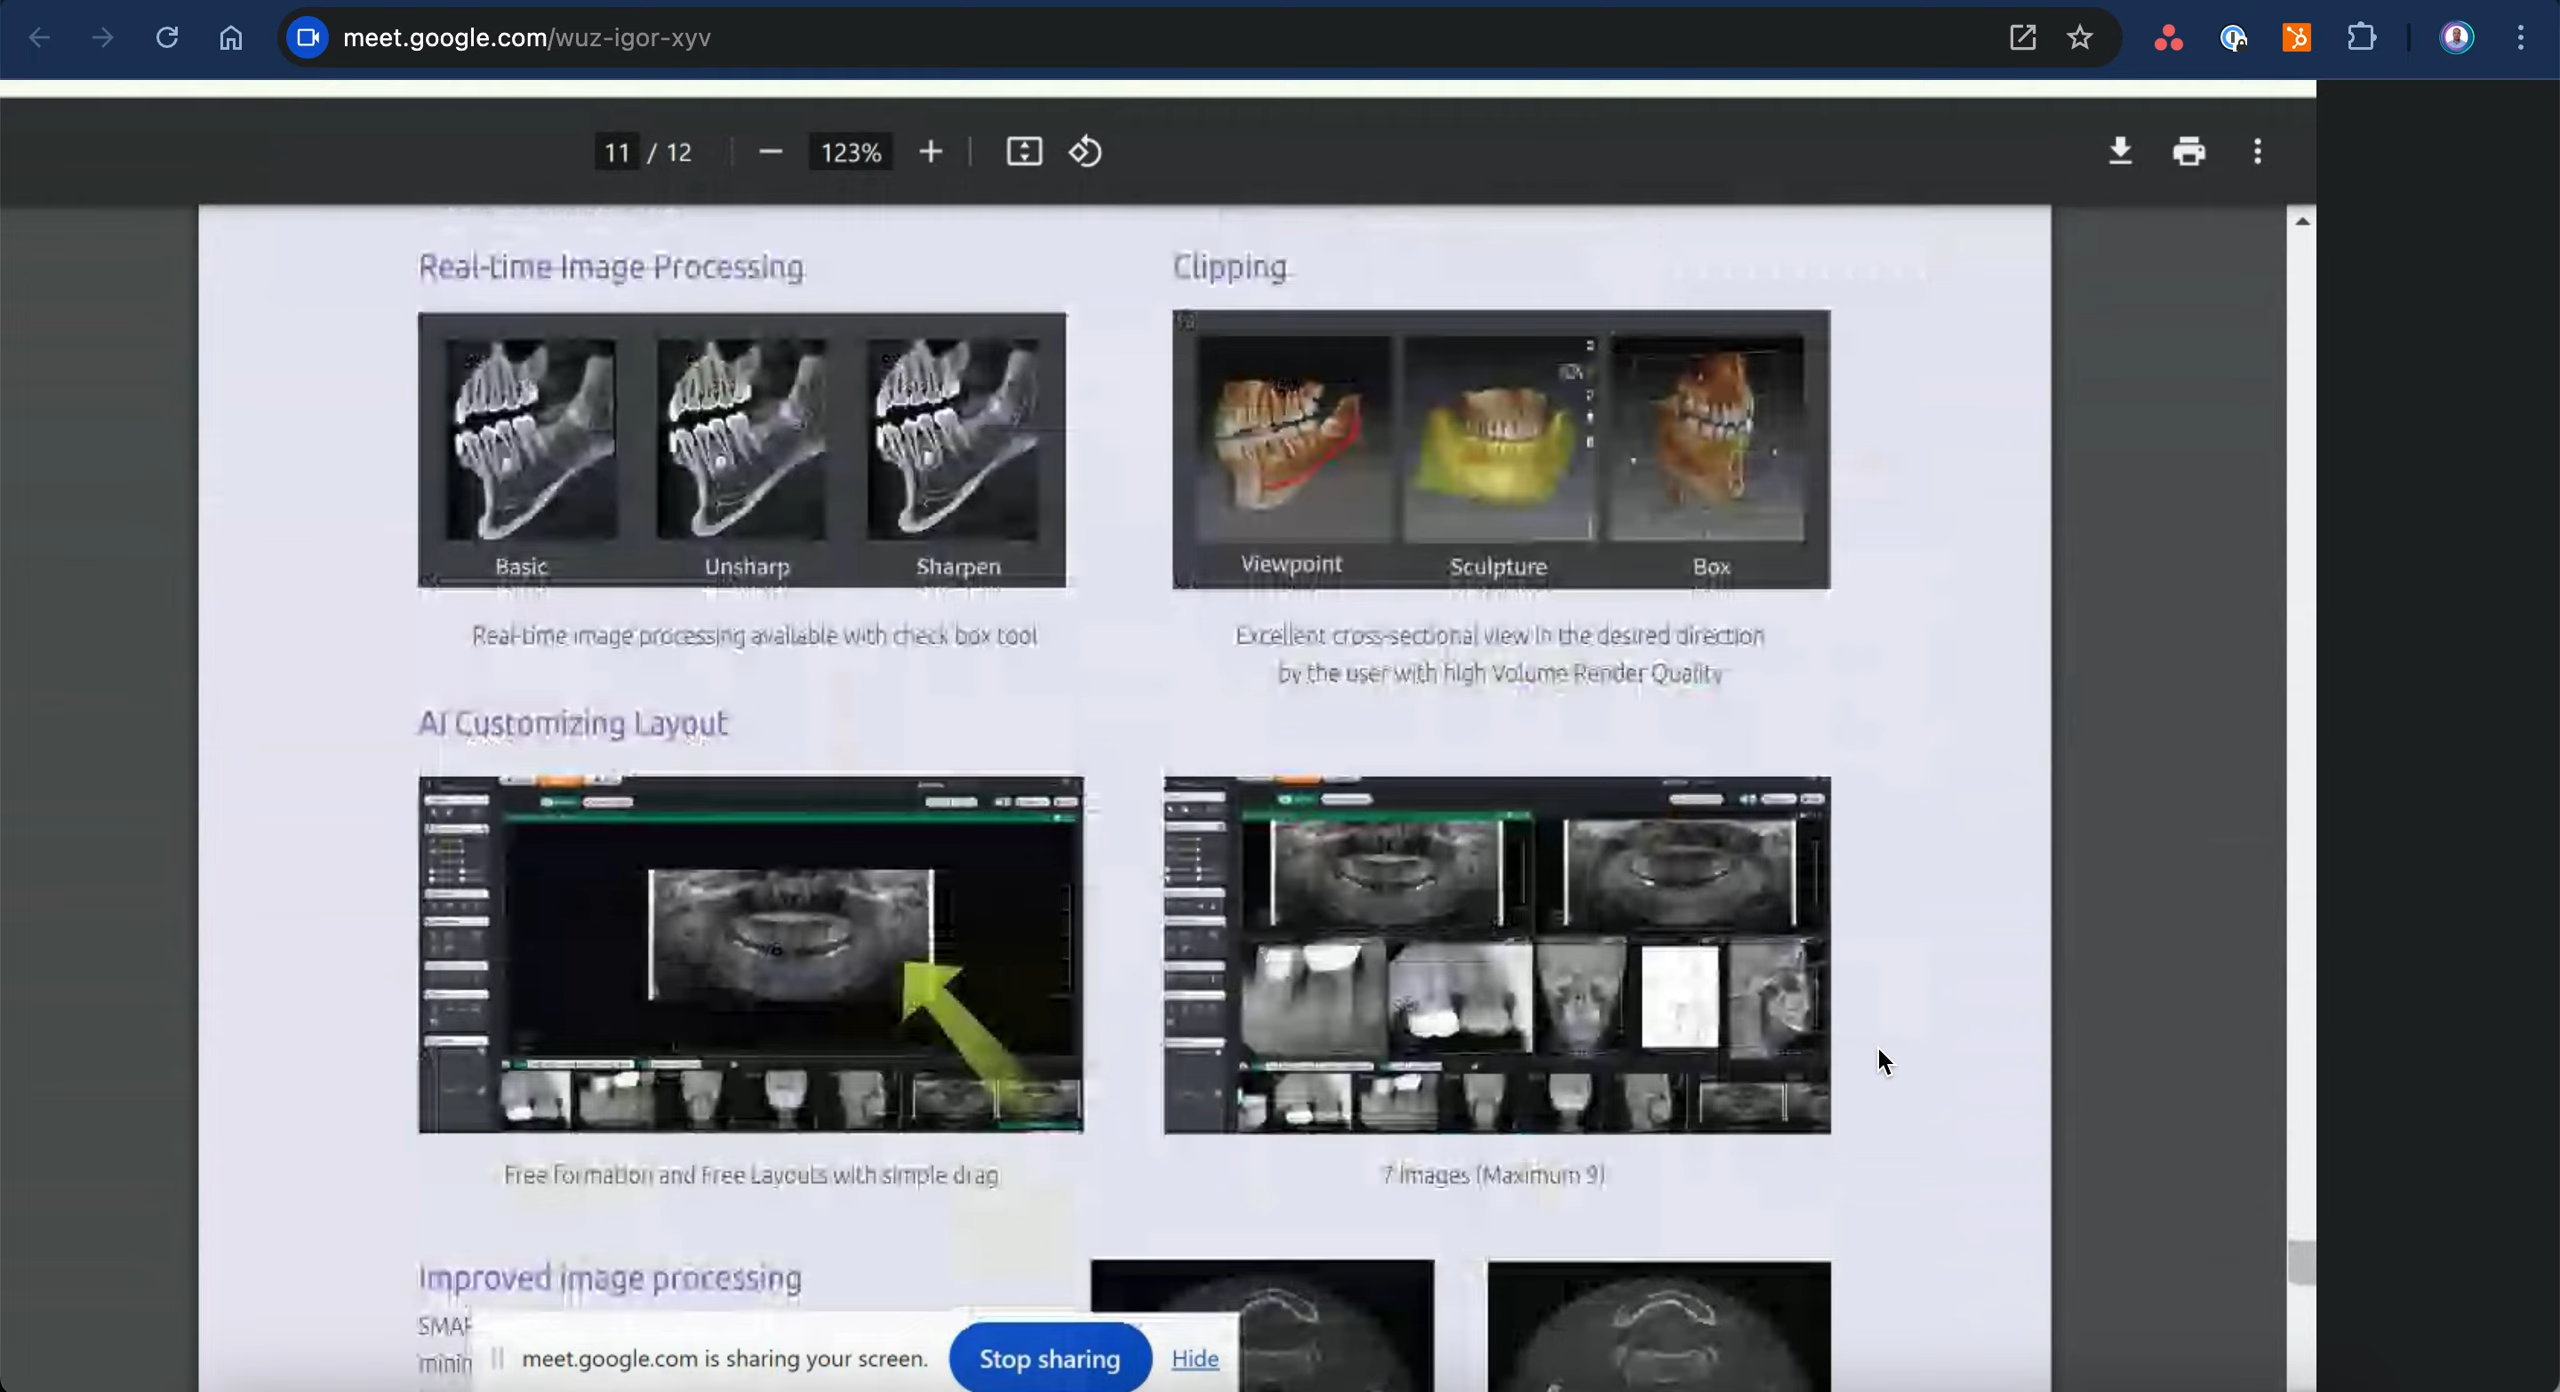 meet.google.com/wuz-igor-xyv
11 / 12
123%
Real-time Image Processing
Clipping
Basic
Unsharp
Sharpen
Viewpoint
Sculpture
Box
Real-time image processing available with check box tool
Excellent cross-sectional view in the desired direction
by the user with high Volume Render Quality
AI Customizing Layout
Free Formation and Free Layouts with simple drag
7 Images (Maximum 9)
Improved image processing
meet.google.com is sharing your screen.
Stop sharing
Hide